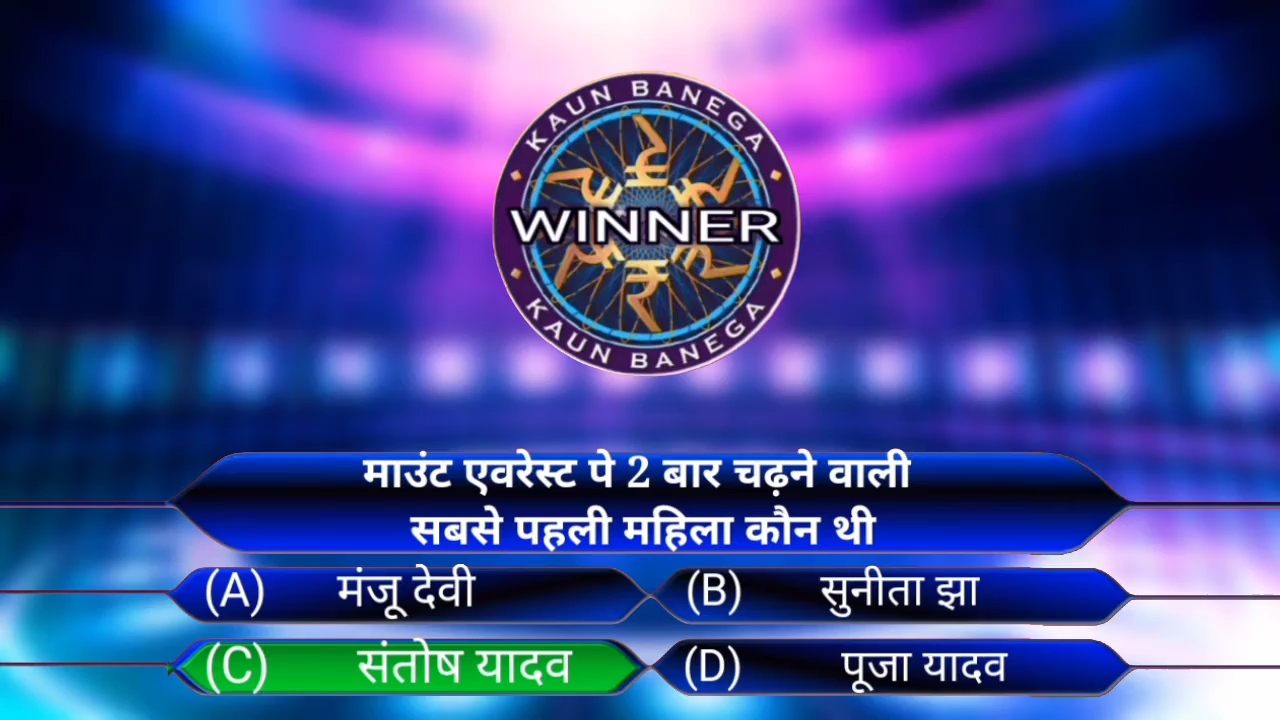 KAUN BANEGA
WINNER
KAUN BANEGA
माउंट एवरेस्ट पे 2 बार चढ़ने वाली
सबसे पहली महिला कौन थी
(A) मंजू देवी
(B) सुनीता झा
(C) संतोष यादव
(D) पूजा यादव